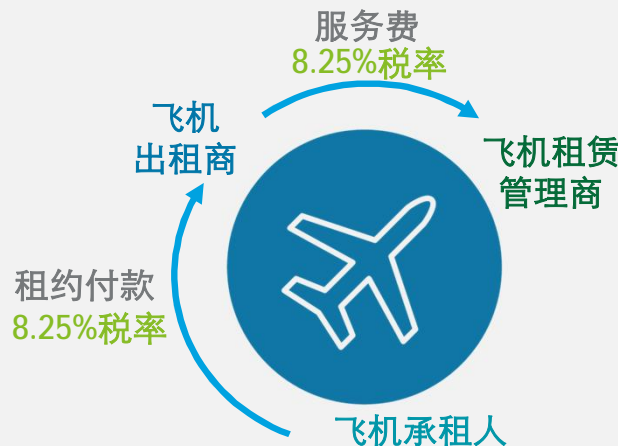 服务费
8.25%税率
飞机
出租商
飞机租赁
管理商
租约付款
8.25%税率
飞机承租人